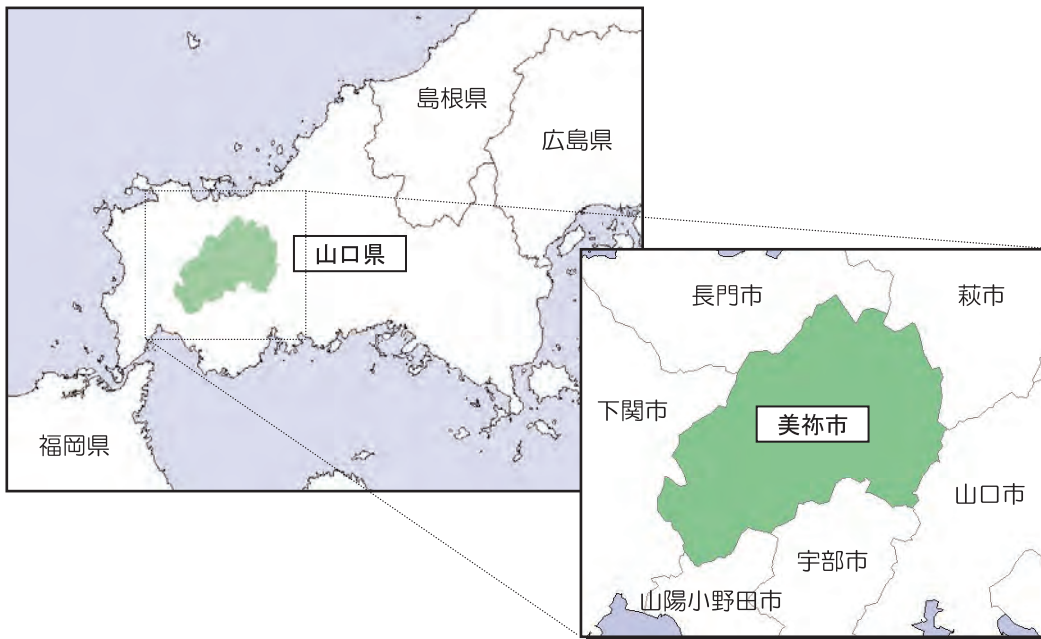 島根県
広島県
山口県
福岡県
長門市
萩市
下関市
美祢市
山口市
宇部市
山陽小野田市